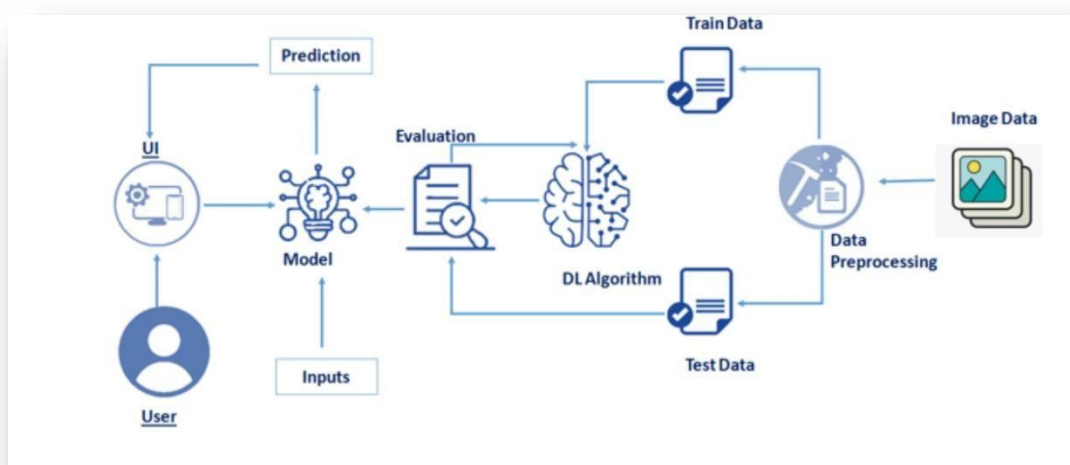 Train Data
Prediction
Image Data
Evaluation
UI
Model
Data
Preprocessing
DL Algorithm
Inputs
Test Data
User